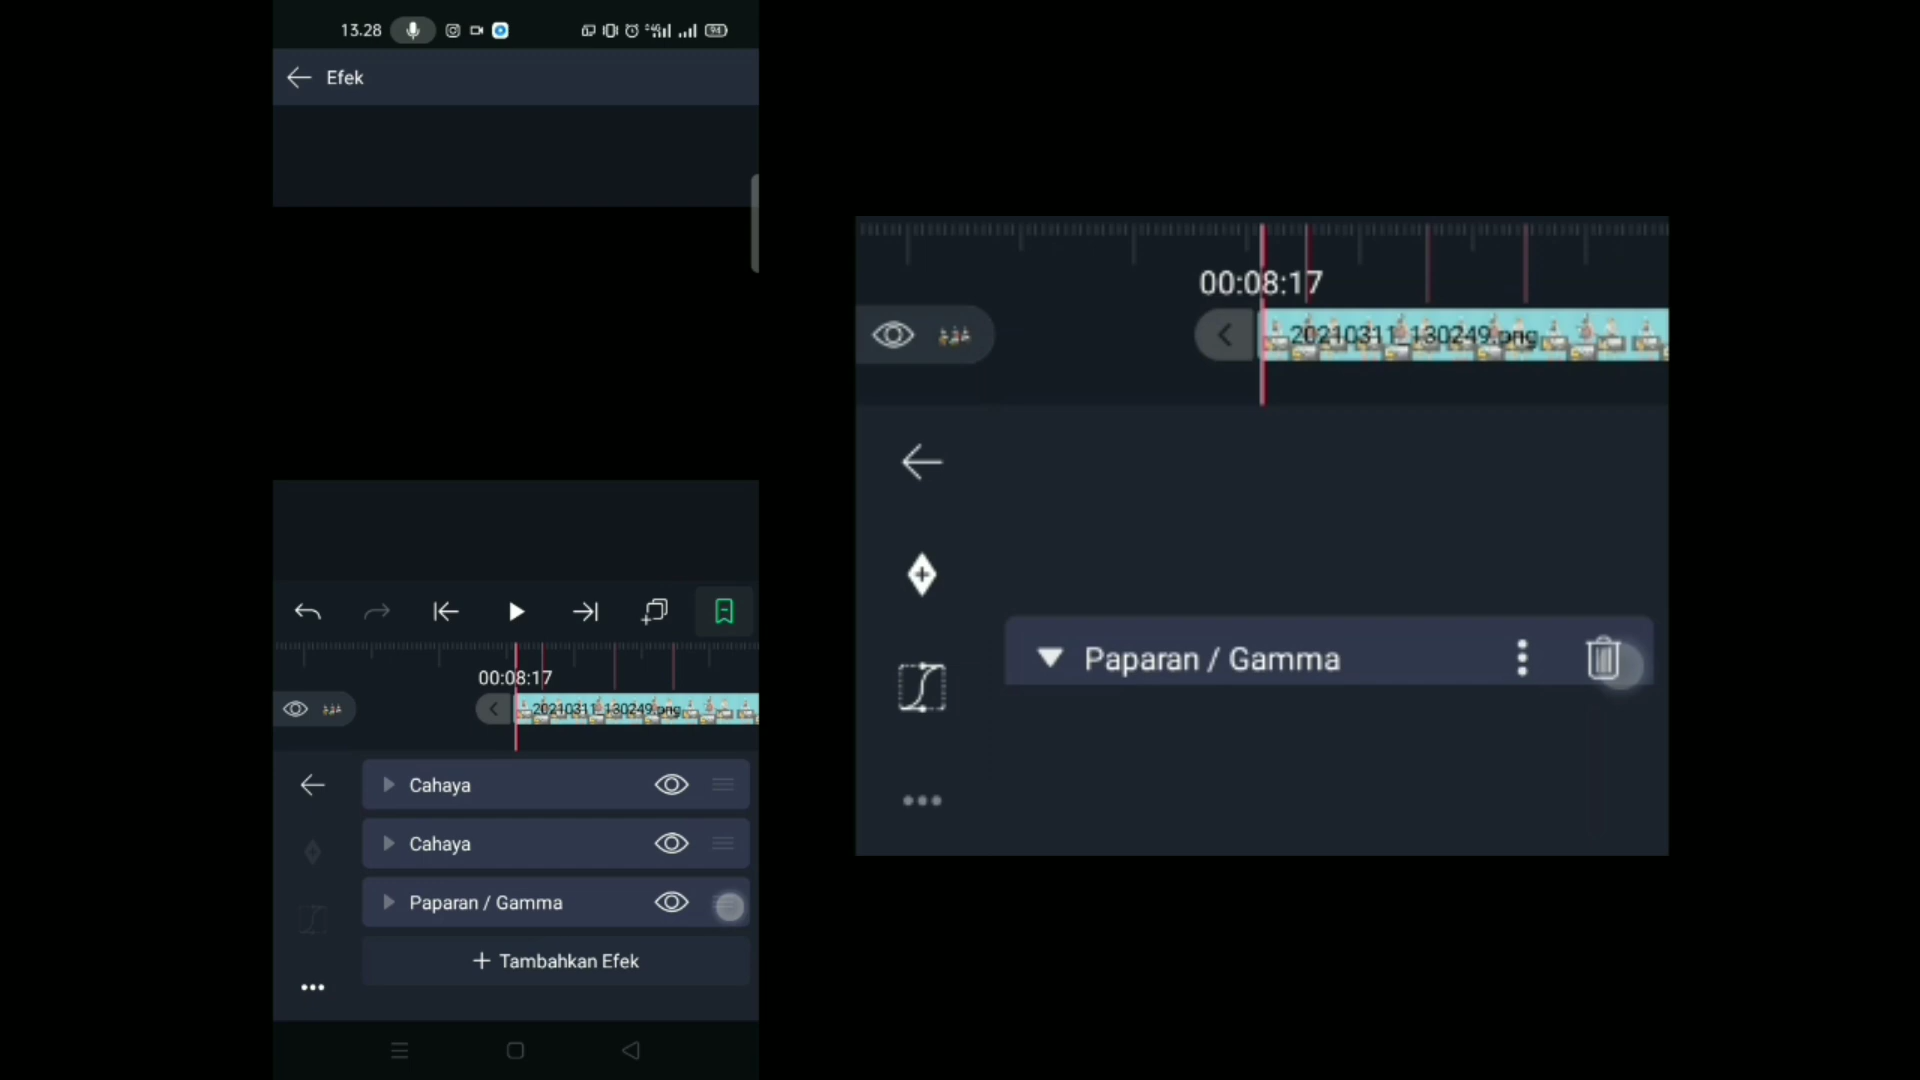 13.28
94
Efek
00:08:17
20210311_130249.png
Cahaya
Cahaya
Paparan / Gamma
+ Tambahkan Efek
00:08:17
20210311_130249.png
Paparan / Gamma